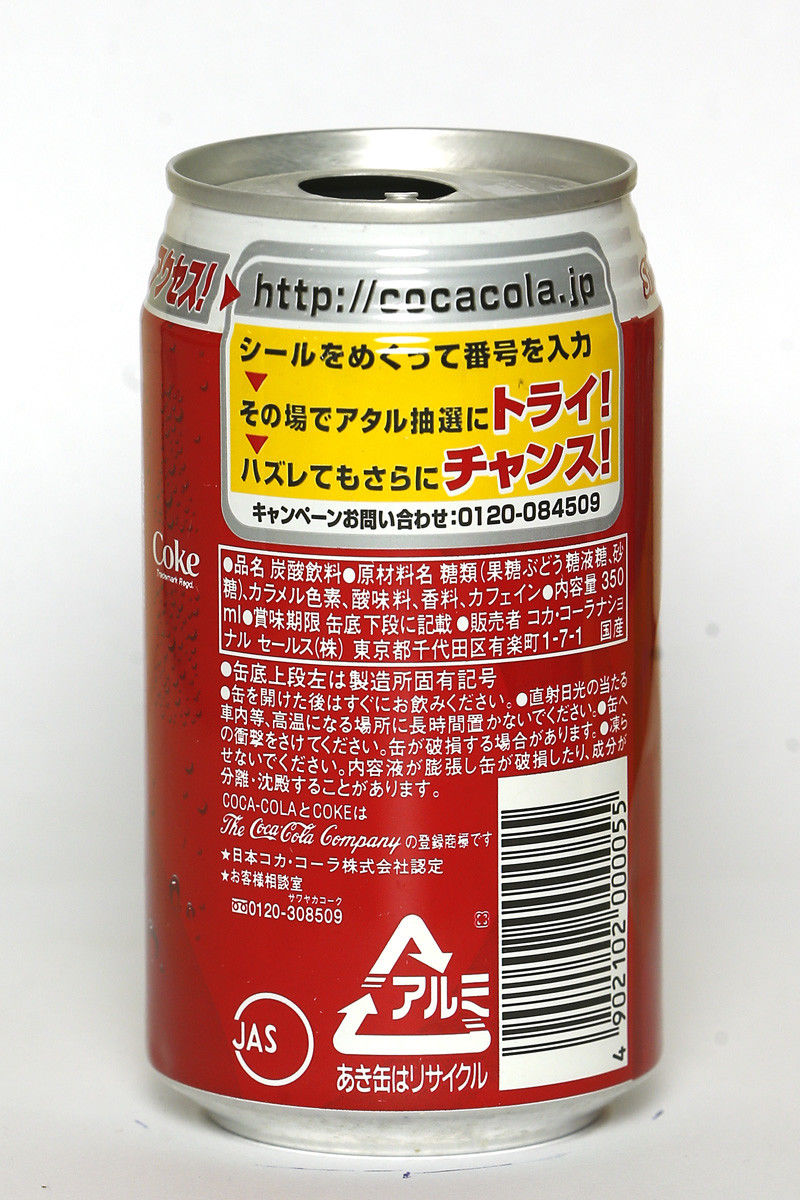 アクセス!
http://cocacola.jp
シールをめくって番号を入力
その場でアタル抽選にトライ!
ハズレてもさらにチャンス!
キャンペーンお問い合わせ:0120-084509
Coke
Trademark Regd.
●品名 炭酸飲料●原材料名 糖類(果糖ぶどう糖液糖、砂
糖)、カラメル色素、酸味料、香料、カフェイン●内容量 350
ml●賞味期限 缶底下段に記載●販売者 コカ・コーラナショ
ナル セールス(株) 東京都千代田区有楽町1-7-1 国産
●缶底上段左は製造所固有記号
●缶を開けた後はすぐにお飲みください。●直射日光の当たる
車内等、高温になる場所に長時間置かないでください。●缶へ
の衝撃をさけてください。缶が破損する場合があります。●凍ら
せないでください。内容液が膨張し缶が破損したり、成分が
分離・沈殿することがあります。
COCA-COLAとCOKEは
The Coca-Cola Companyの登録商標です
★日本コカ・コーラ株式会社認定
★お客様相談室
サワヤカコーク
0120-308509
JAS
アルミ
あき缶はリサイクル
4 902102 000055